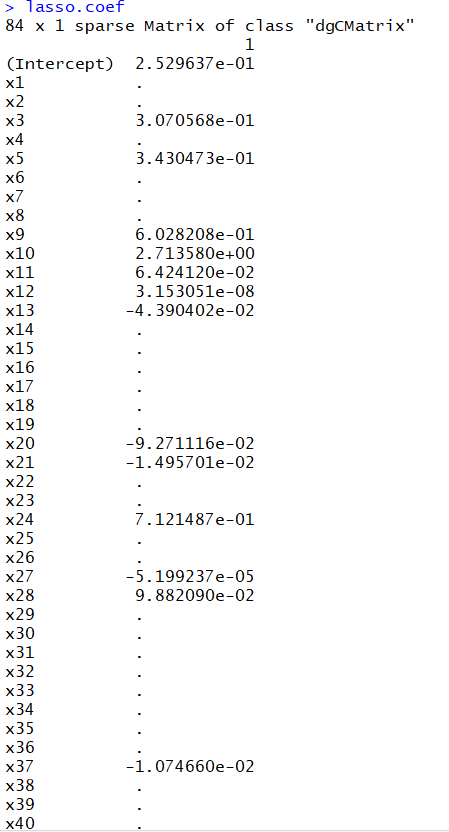 > lasso.coef
84 x 1 sparse Matrix of class "dgCMatrix"
1
(Intercept) 2.529637e-01
x1 .
x2 .
x3 3.070568e-01
x4 .
x5 3.430473e-01
x6 .
x7 .
x8 .
x9 6.028208e-01
x10 2.713580e+00
x11 6.424120e-02
x12 3.153051e-08
x13 -4.390402e-02
x14 .
x15 .
x16 .
x17 .
x18 .
x19 .
x20 -9.271116e-02
x21 -1.495701e-02
x22 .
x23 .
x24 7.121487e-01
x25 .
x26 .
x27 -5.199237e-05
x28 9.882090e-02
x29 .
x30 .
x31 .
x32 .
x33 .
x34 .
x35 .
x36 .
x37 -1.074660e-02
x38 .
x39 .
x40 .